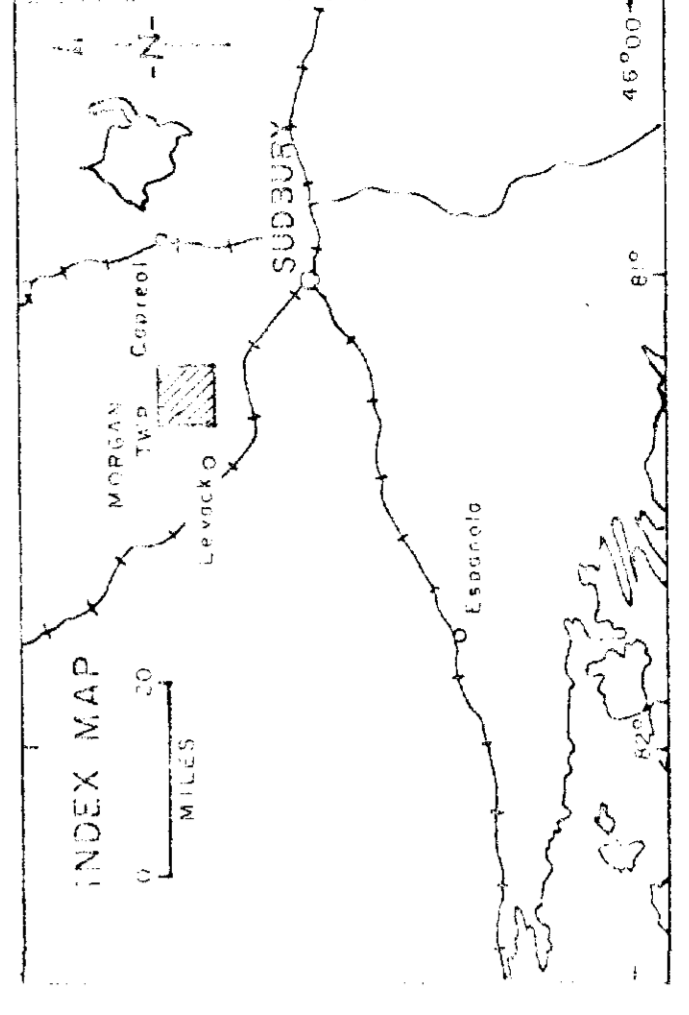 INDEX MAP
0 20
MILES
MORGAN
TWP
Capreol
Levack
SUDBURY
Espanola
-N-
82°
81°
46°00'